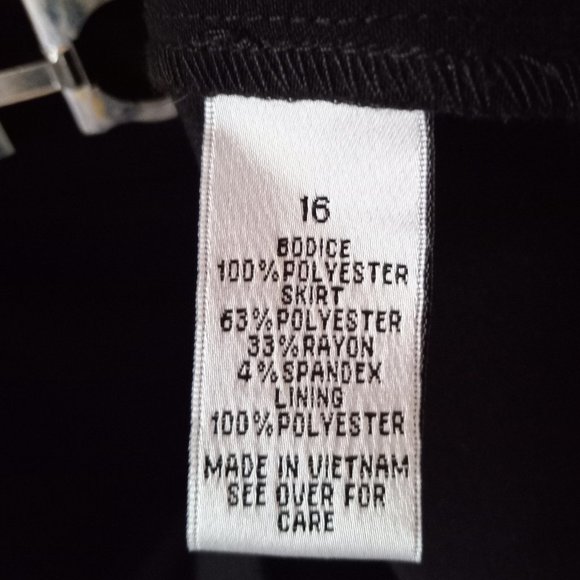 16
BODICE
100%POLYESTER
SKIRT
63%POLYESTER
33%RAYON
4%SPANDEX
LINING
100%POLYESTER
MADE IN VIETNAM
SEE OVER FOR
CARE